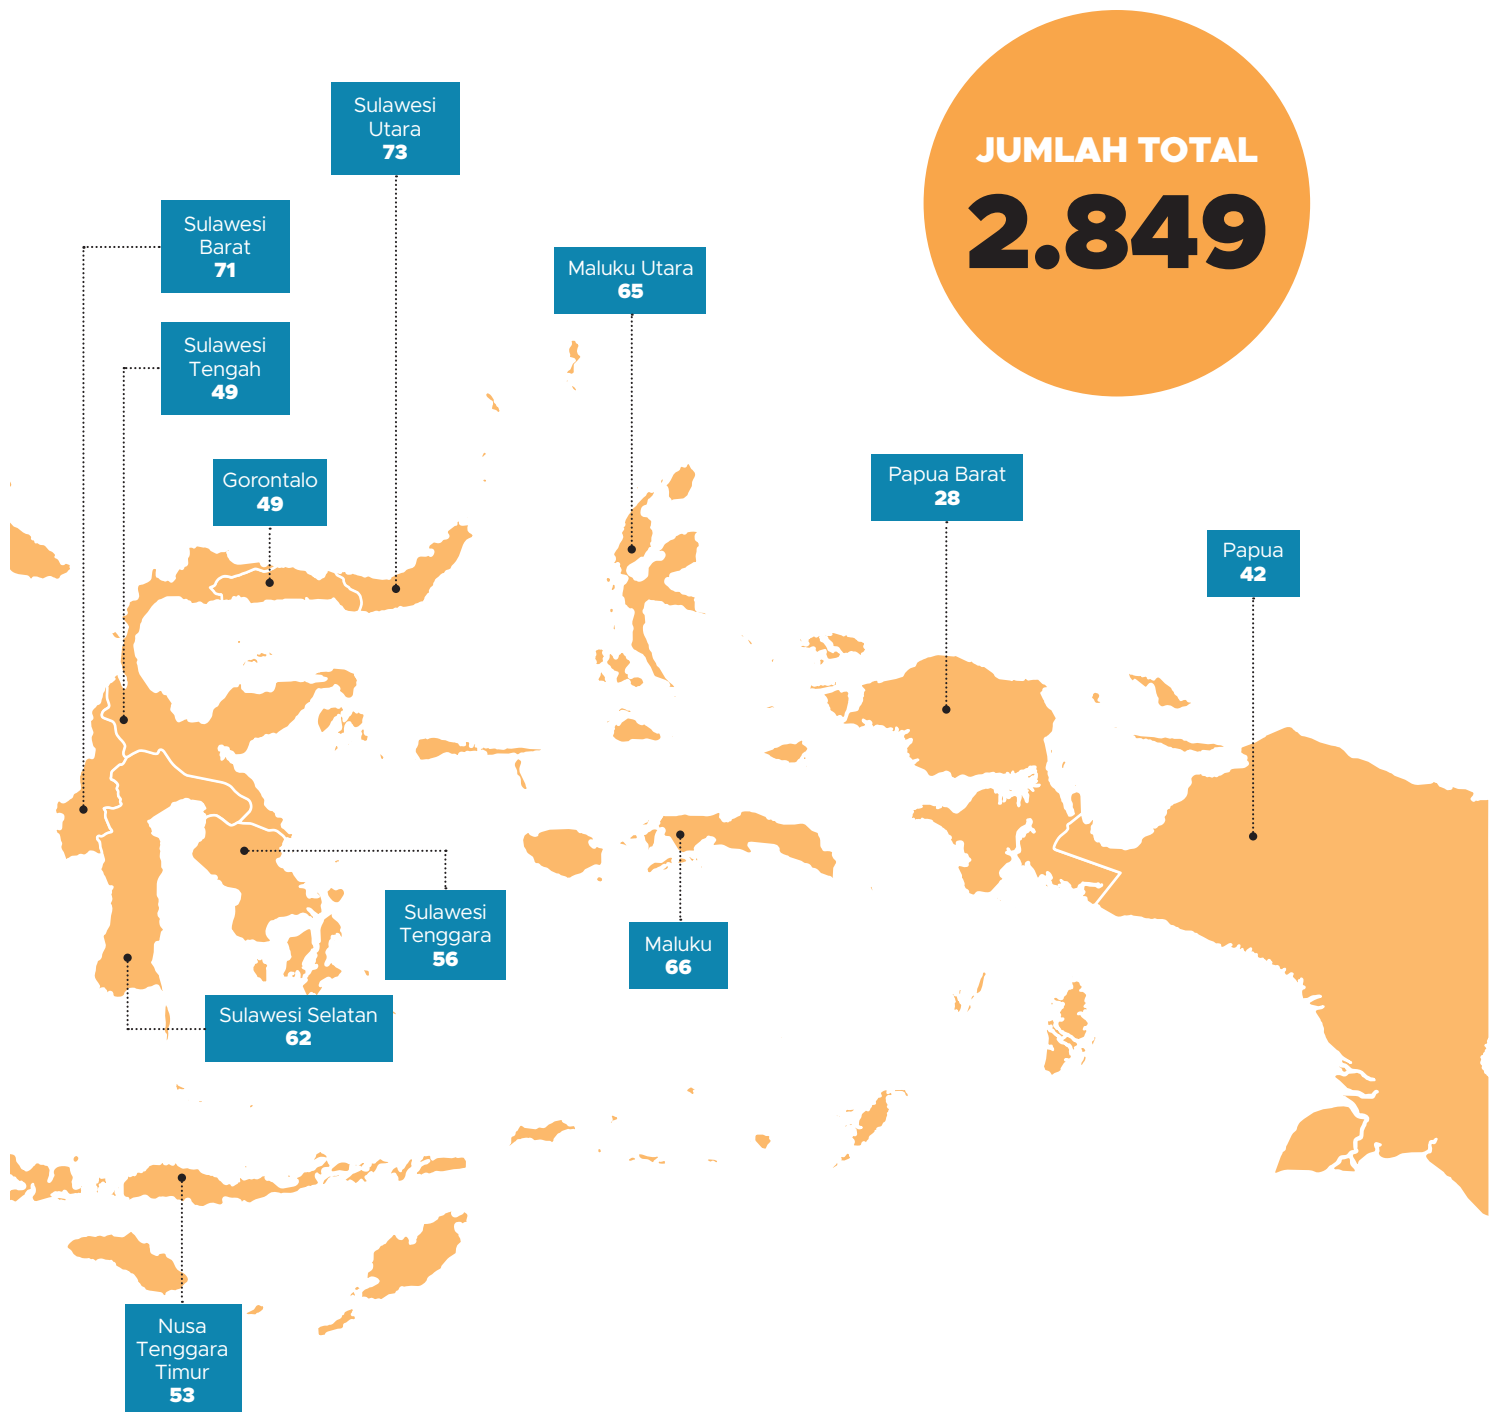 Sulawesi
Utara
73
JUMLAH TOTAL
2.849
Sulawesi
Barat
71
Maluku Utara
65
Sulawesi
Tengah
49
Gorontalo
49
Papua Barat
28
Papua
42
Sulawesi
Tenggara
56
Maluku
66
Sulawesi Selatan
62
Nusa
Tenggara
Timur
53